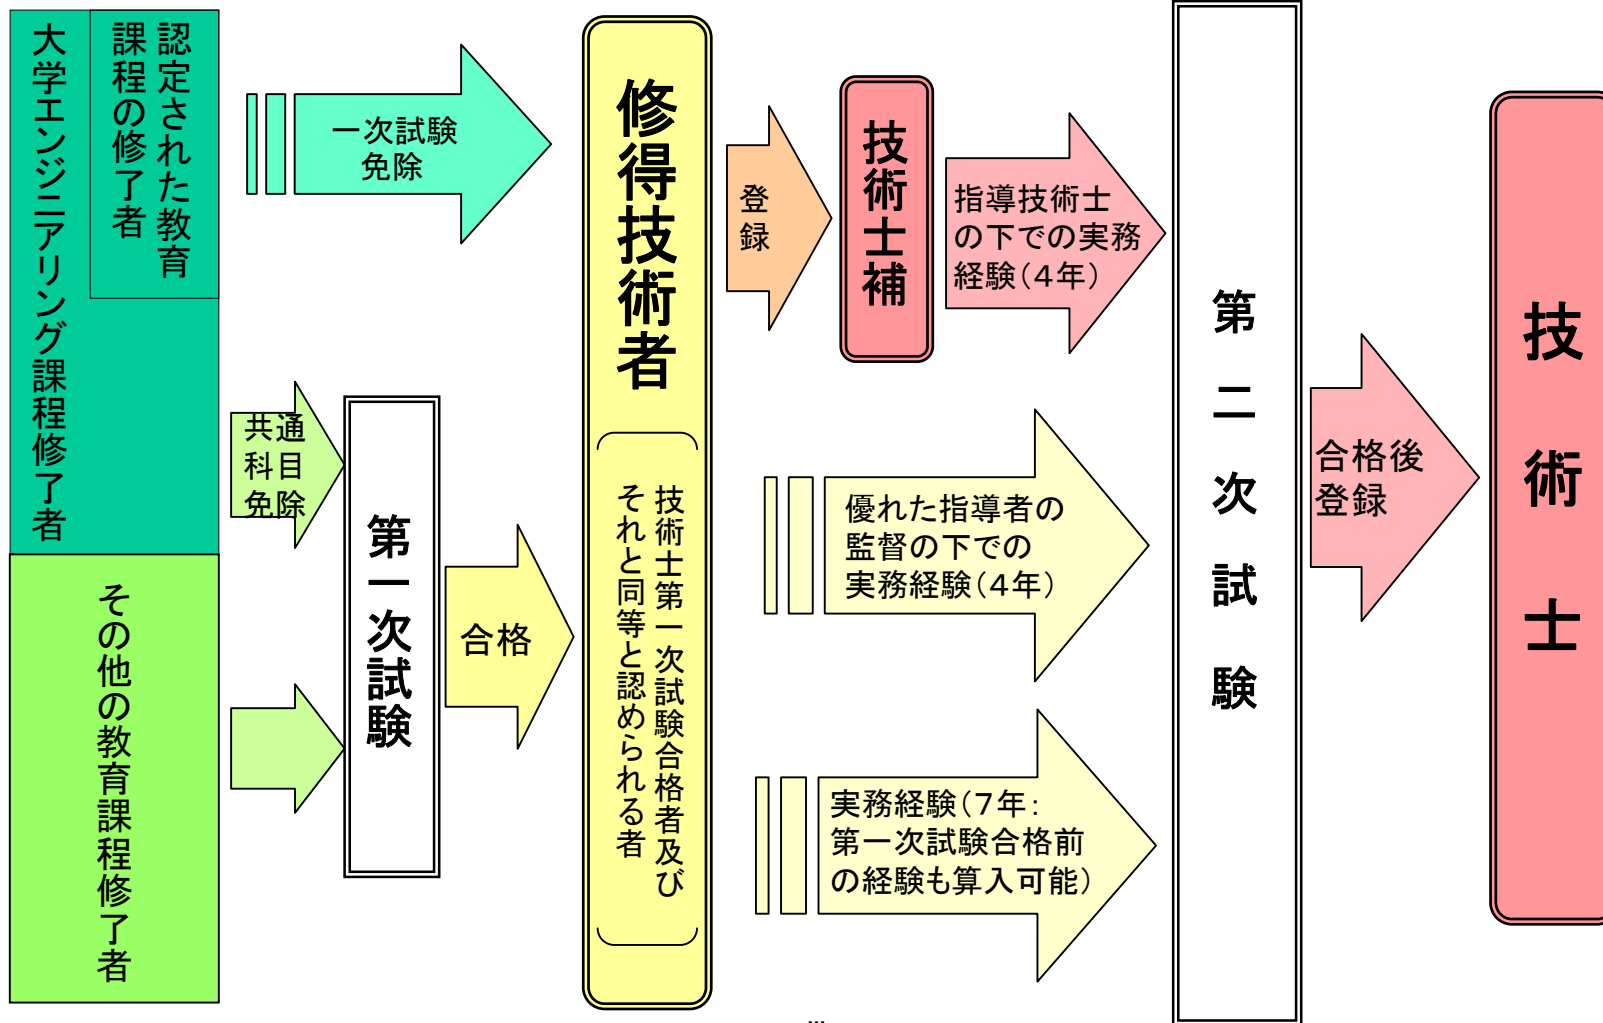 大学エンジニアリング課程修了者
認定された教育
課程の修了者
一次試験
免除
共通
科目
免除
その他の教育課程修了者
第一次試験
合格
修得技術者
技術士第一次試験合格者及び
それと同等と認められる者
登
録
技術士補
指導技術士
の下での実務
経験(4年)
優れた指導者の
監督の下での
実務経験(4年)
実務経験(7年:
第一次試験合格前
の経験も算入可能)
第二次試験
合格後
登録
技術士